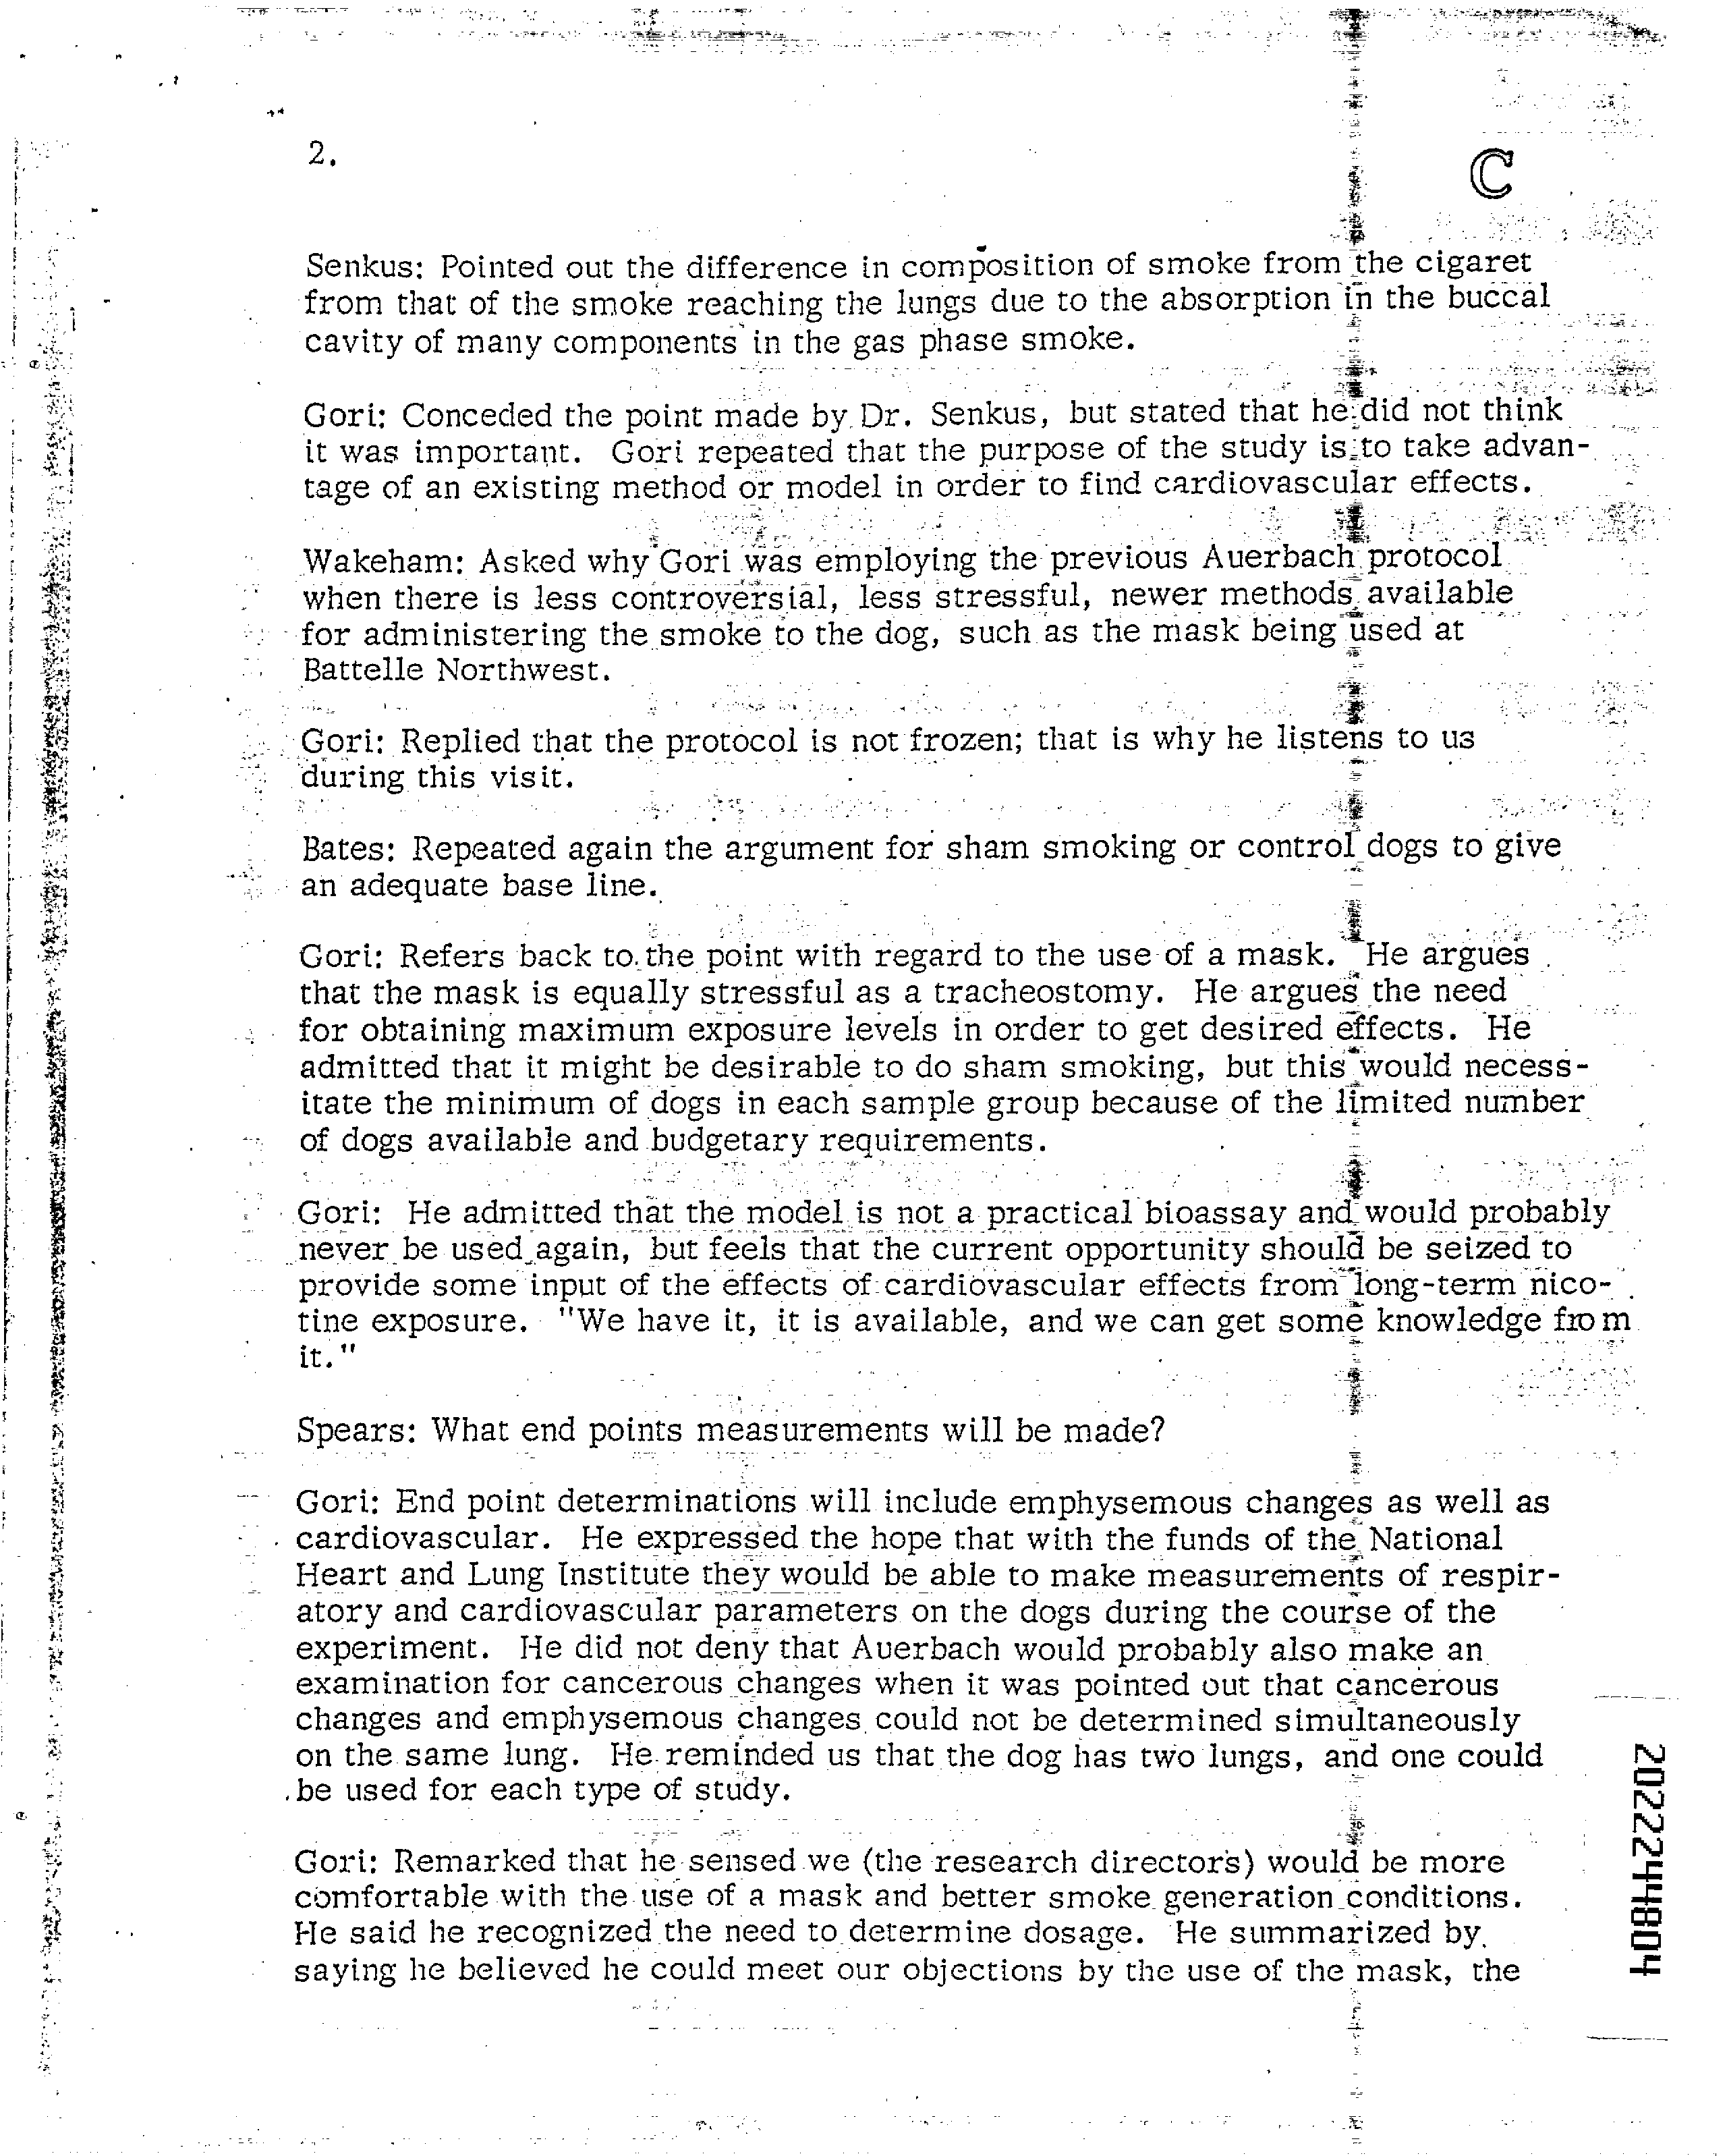 2.
C
Senkus: Pointed out the difference in composition of smoke from the cigaret
from that of the smoke reaching the lungs due to the absorption in the buccal
cavity of many components in the gas phase smoke.
Gori: Conceded the point made by Dr. Senkus, but stated that he did not think
it was important. Gori repeated that the purpose of the study is to take advan-
tage of an existing method or model in order to find cardiovascular effects.
Wakeham: Asked why Gori was employing the previous Auerbach protocol
when there is less controversial, less stressful, newer methods available
for administering the smoke to the dog, such as the mask being used at
Battelle Northwest.
Gori: Replied that the protocol is not frozen; that is why he listens to us
during this visit.
Bates: Repeated again the argument for sham smoking or control dogs to give
an adequate base line.
Gori: Refers back to the point with regard to the use of a mask. He argues
that the mask is equally stressful as a tracheostomy. He argues the need
for obtaining maximum exposure levels in order to get desired effects. He
admitted that it might be desirable to do sham smoking, but this would necess-
itate the minimum of dogs in each sample group because of the limited number
of dogs available and budgetary requirements.
Gori: He admitted that the model is not a practical bioassay and would probably
never be used again, but feels that the current opportunity should be seized to
provide some input of the effects of cardiovascular effects from long-term nico-
tine exposure. "We have it, it is available, and we can get some knowledge from
it."
Spears: What end points measurements will be made?
Gori: End point determinations will include emphysemous changes as well as
cardiovascular. He expressed the hope that with the funds of the National
Heart and Lung Institute they would be able to make measurements of respir-
atory and cardiovascular parameters on the dogs during the course of the
experiment. He did not deny that Auerbach would probably also make an
examination for cancerous changes when it was pointed out that cancerous
changes and emphysemous changes could not be determined simultaneously
on the same lung. He reminded us that the dog has two lungs, and one could
be used for each type of study.
Gori: Remarked that he sensed we (the research directors) would be more
comfortable with the use of a mask and better smoke generation conditions.
He said he recognized the need to determine dosage. He summarized by
saying he believed he could meet our objections by the use of the mask, the
2022244804